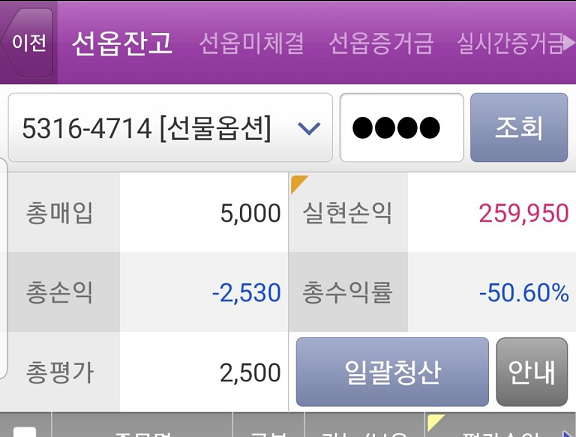 이전 선옵잔고 선옵미체결 선옵증거금 실시간증거금
5316-4714 [선물옵션] ●●●● 조회
총매입 5,000 실현손익 259,950
총손익 -2,530 총수익률 -50.60%
총평가 2,500 일괄청산 안내